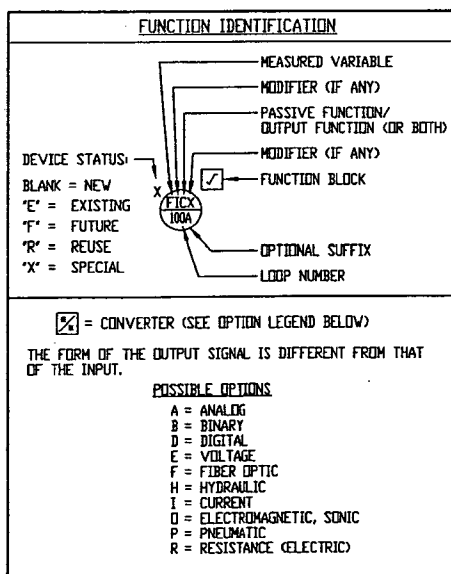 FUNCTION IDENTIFICATION
MEASURED VARIABLE
MODIFIER (IF ANY)
PASSIVE FUNCTION/
OUTPUT FUNCTION (OR BOTH)
MODIFIER (IF ANY)
FUNCTION BLOCK
DEVICE STATUS:
BLANK = NEW
"E" = EXISTING
"F" = FUTURE
"R" = REUSE
"X" = SPECIAL
X
√
FICX
100A
OPTIONAL SUFFIX
LOOP NUMBER
*/* = CONVERTER (SEE OPTION LEGEND BELOW)
THE FORM OF THE OUTPUT SIGNAL IS DIFFERENT FROM THAT
OF THE INPUT.
POSSIBLE OPTIONS
A = ANALOG
B = BINARY
D = DIGITAL
E = VOLTAGE
F = FIBER OPTIC
H = HYDRAULIC
I = CURRENT
O = ELECTROMAGNETIC, SONIC
P = PNEUMATIC
R = RESISTANCE (ELECTRIC)